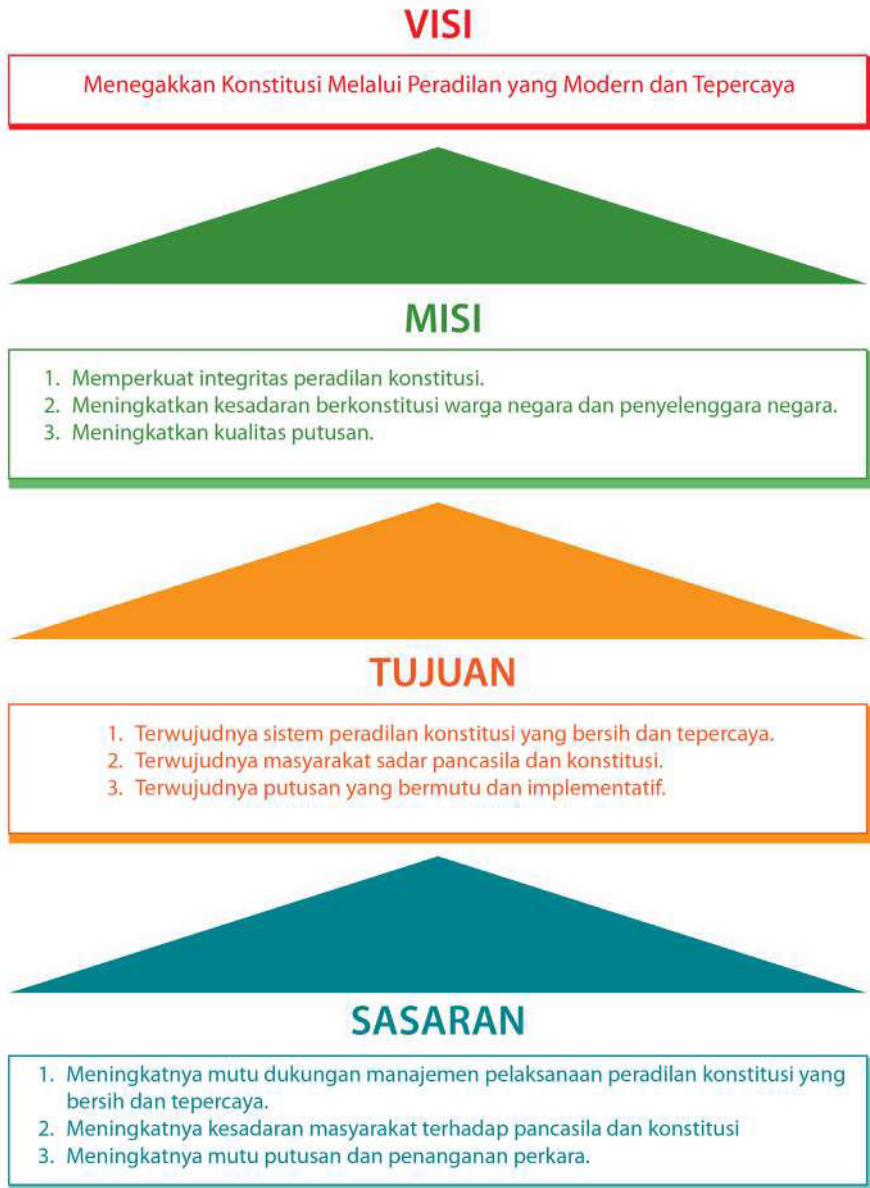 VISI
Menegakkan Konstitusi Melalui Peradilan yang Modern dan Tepercaya
MISI
1. Memperkuat integritas peradilan konstitusi.
2. Meningkatkan kesadaran berkonstitusi warga negara dan penyelenggara negara.
3. Meningkatkan kualitas putusan.
TUJUAN
1. Terwujudnya sistem peradilan konstitusi yang bersih dan tepercaya.
2. Terwujudnya masyarakat sadar pancasila dan konstitusi.
3. Terwujudnya putusan yang bermutu dan implementatif.
SASARAN
1. Meningkatnya mutu dukungan manajemen pelaksanaan peradilan konstitusi yang
bersih dan tepercaya.
2. Meningkatnya kesadaran masyarakat terhadap pancasila dan konstitusi
3. Meningkatnya mutu putusan dan penanganan perkara.